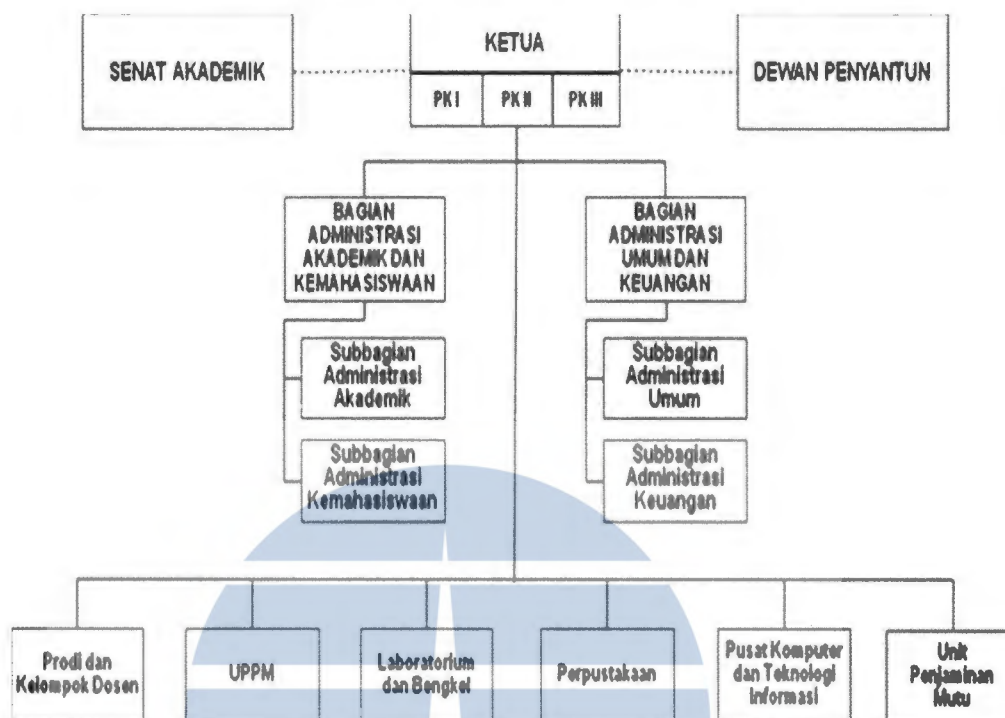 SENAT AKADEMIK
KETUA
DEWAN PENYANTUN
PK I
PK II
PK III
BAGIAN
ADMINISTRASI
AKADEMIK DAN
KEMAHASISWAAN
BAGIAN
ADMINISTRASI
UMUM DAN
KEUANGAN
Subbagian
Administrasi
Akademik
Subbagian
Administrasi
Umum
Subbagian
Administrasi
Kemahasiswaan
Subbagian
Administrasi
Keuangan
Prodi dan
Kelompok Dosen
UPPM
Laboratorium
dan Bengkel
Perpustakaan
Pusat Komputer
dan Teknologi
Informasi
Unit
Penjaminan
Mutu